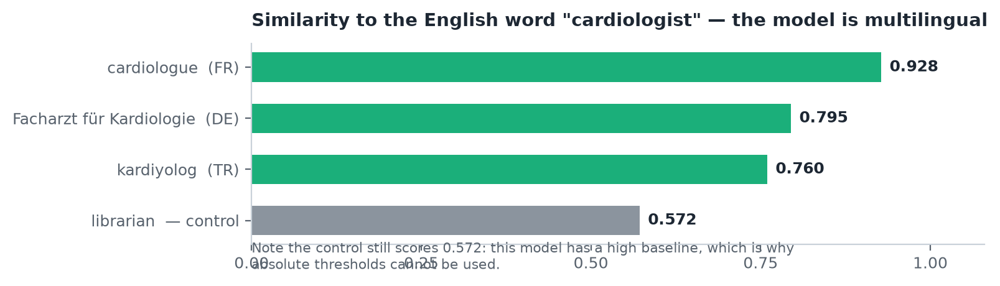 Similarity to the English word "cardiologist" — the model is multilingual
cardiologue (FR)
0.928
Facharzt für Kardiologie (DE)
0.795
kardiyolog (TR)
0.760
librarian — control
0.572
Note the control still scores 0.572: this model has a high baseline, which is why
absolute thresholds cannot be used.
0.00 0.25 0.50 0.75 1.00